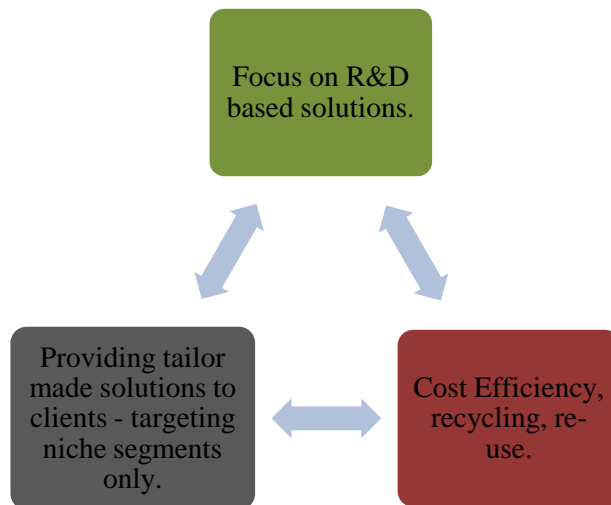 Focus on R&D
based solutions.
Providing tailor
made solutions to
clients - targeting
niche segments
only.
Cost Efficiency,
recycling, re-
use.